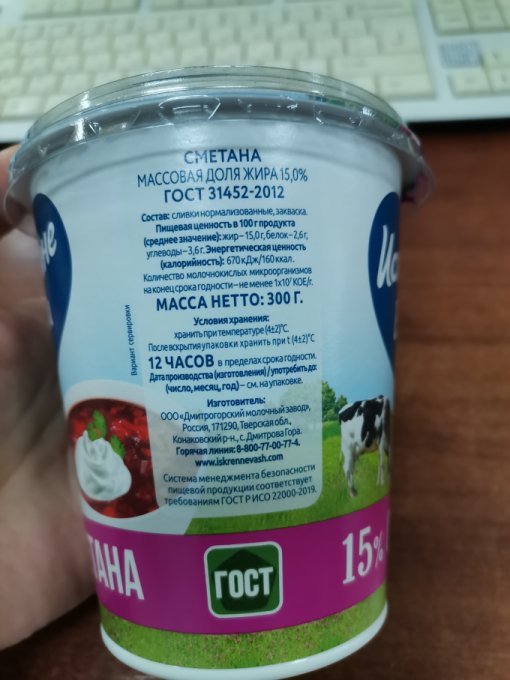 СМЕТАНА
МАССОВАЯ ДОЛЯ ЖИРА 15,0%
ГОСТ 31452-2012
Состав: сливки нормализованные, закваска.
Пищевая ценность в 100 г продукта
(среднее значение): жир – 15,0 г, белок – 2,6 г,
углеводы – 3,6 г. Энергетическая ценность
(калорийность): 670 кДж/160 ккал.
Количество молочнокислых микроорганизмов
на конец срока годности – не менее 1х10⁷ КОЕ/г.
МАССА НЕТТО: 300 Г.
Условия хранения:
хранить при температуре (4±2)°С.
После вскрытия упаковки хранить при t (4±2)°С
12 ЧАСОВ в пределах срока годности.
Дата производства (изготовления) / употребить до:
(число, месяц, год) – см. на упаковке.
Изготовитель:
ООО «Дмитрогорский молочный завод»,
Россия, 171290, Тверская обл.,
Конаковский р-н., с. Дмитрова Гора.
Горячая линия: 8-800-77-00-77-4.
www.iskrennevash.com
Система менеджмента безопасности
пищевой продукции соответствует
требованиям ГОСТ Р ИСО 22000-2019.
Вариант сервировки
ТАНА
ГОСТ
15%